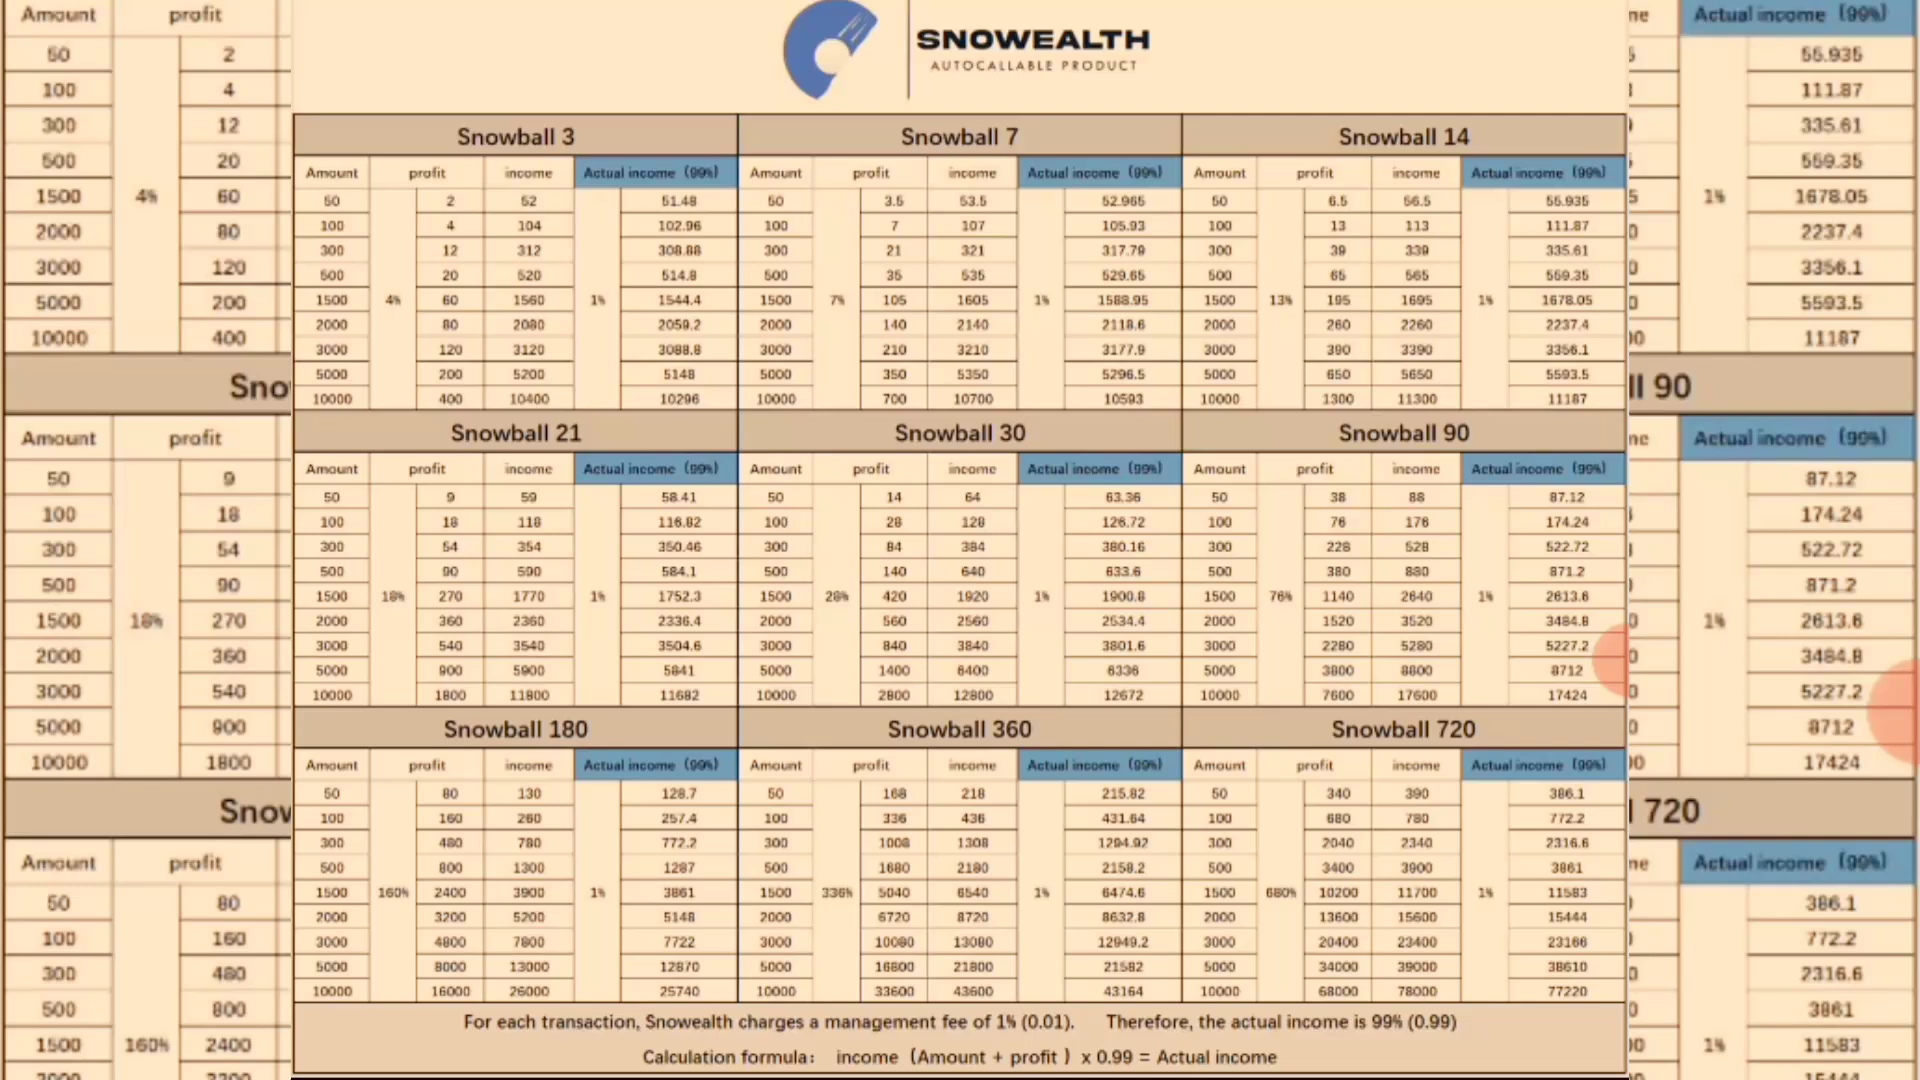 SNOWEALTH
AUTOCALLABLE PRODUCT
Snowball 3 Snowball 7 Snowball 14
Amount profit income Actual income (99%) Amount profit income Actual income (99%) Amount profit income Actual income (99%)
50 2 52 51.48 50 3.5 53.5 52.965 50 6.5 56.5 55.935
100 4 104 102.96 100 7 107 105.93 100 13 113 111.87
300 12 312 308.88 300 21 321 317.79 300 39 339 335.61
500 20 520 514.8 500 35 535 529.65 500 65 565 559.35
1500 4% 60 1560 1% 1544.4 1500 7% 105 1605 1% 1588.95 1500 13% 195 1695 1% 1678.05
2000 80 2080 2059.2 2000 140 2140 2118.6 2000 260 2260 2237.4
3000 120 3120 3088.8 3000 210 3210 3177.9 3000 390 3390 3356.1
5000 200 5200 5148 5000 350 5350 5296.5 5000 650 5650 5593.5
10000 400 10400 10296 10000 700 10700 10593 10000 1300 11300 11187
Snowball 21 Snowball 30 Snowball 90
Amount profit income Actual income (99%) Amount profit income Actual income (99%) Amount profit income Actual income (99%)
50 9 59 58.41 50 14 64 63.36 50 38 88 87.12
100 18 118 116.82 100 28 128 126.72 100 76 176 174.24
300 54 354 350.46 300 84 384 380.16 300 228 528 522.72
500 90 590 584.1 500 140 640 633.6 500 380 880 871.2
1500 18% 270 1770 1% 1752.3 1500 28% 420 1920 1% 1900.8 1500 76% 1140 2640 1% 2613.6
2000 360 2360 2336.4 2000 560 2560 2534.4 2000 1520 3520 3484.8
3000 540 3540 3504.6 3000 840 3840 3801.6 3000 2280 5280 5227.2
5000 900 5900 5841 5000 1400 6400 6336 5000 3800 8800 8712
10000 1800 11800 11682 10000 2800 12800 12672 10000 7600 17600 17424
Snowball 180 Snowball 360 Snowball 720
Amount profit income Actual income (99%) Amount profit income Actual income (99%) Amount profit income Actual income (99%)
50 80 130 128.7 50 168 218 215.82 50 340 390 386.1
100 160 260 257.4 100 336 436 431.64 100 680 780 772.2
300 480 780 772.2 300 1008 1308 1294.92 300 2040 2340 2316.6
500 800 1300 1287 500 1680 2180 2158.2 500 3400 3900 3861
1500 160% 2400 3900 1% 3861 1500 336% 5040 6540 1% 6474.6 1500 680% 10200 11700 1% 11583
2000 3200 5200 5148 2000 6720 8720 8632.8 2000 13600 15600 15444
3000 4800 7800 7722 3000 10080 13080 12949.2 3000 20400 23400 23166
5000 8000 13000 12870 5000 16800 21800 21582 5000 34000 39000 38610
10000 16000 26000 25740 10000 33600 43600 43164 10000 68000 78000 77220
For each transaction, Snowealth charges a management fee of 1% (0.01). Therefore, the actual income is 99% (0.99)
Calculation formula: income (Amount + profit ) x 0.99 = Actual income